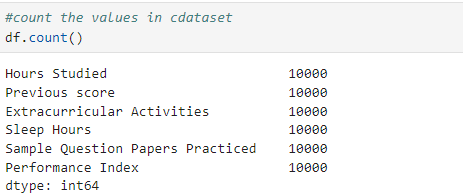 #count the values in cdataset
df.count()
Hours Studied 10000
Previous score 10000
Extracurricular Activities 10000
Sleep Hours 10000
Sample Question Papers Practiced 10000
Performance Index 10000
dtype: int64